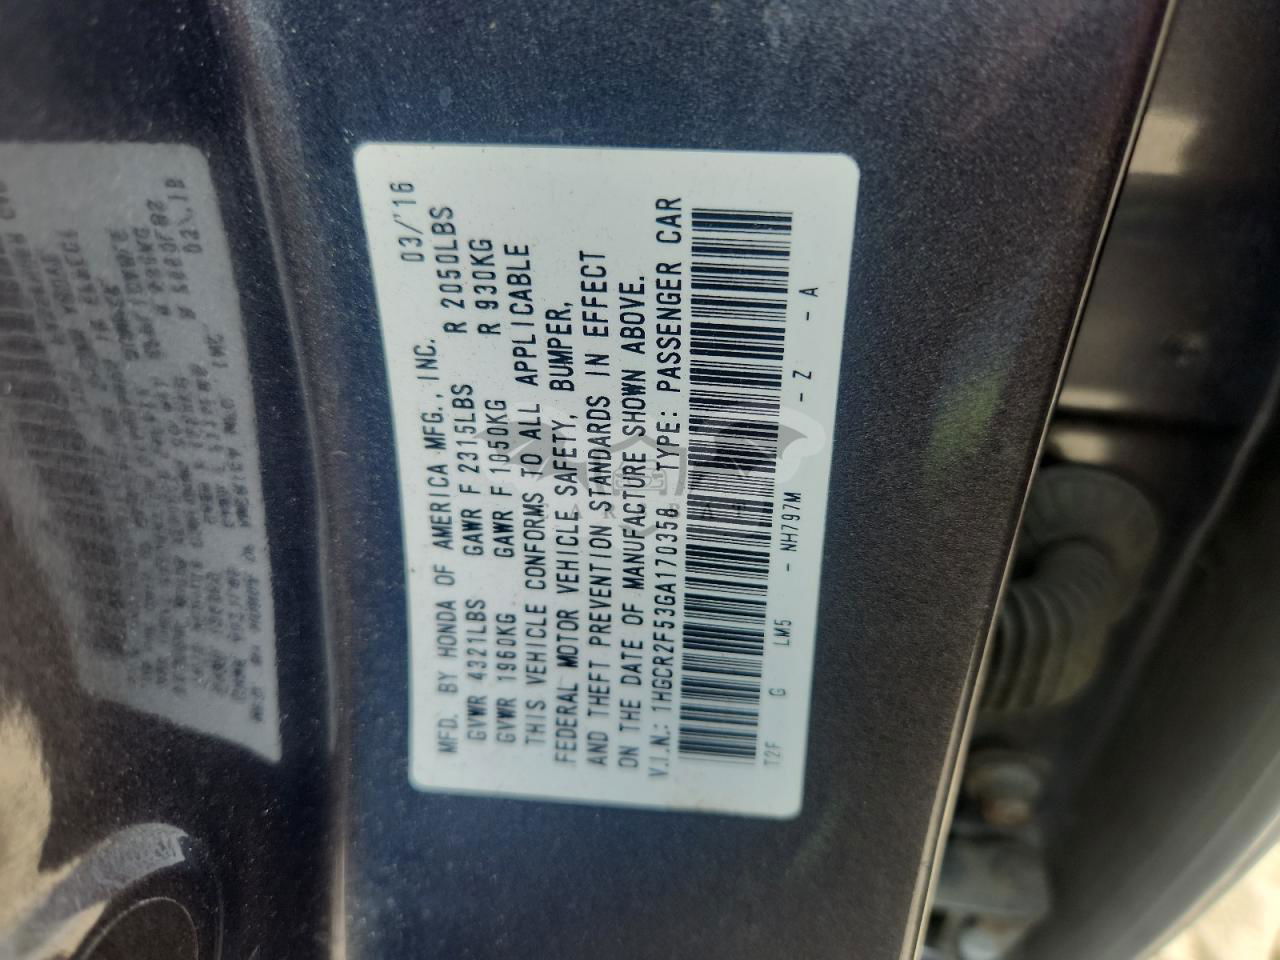 MFD. BY HONDA OF AMERICA MFG., INC. 03/'16
GVWR 4321LBS GAWR F 2315LBS R 2050LBS
GVWR 1960KG GAWR F 1050KG R 930KG
THIS VEHICLE CONFORMS TO ALL APPLICABLE
FEDERAL MOTOR VEHICLE SAFETY, BUMPER,
AND THEFT PREVENTION STANDARDS IN EFFECT
ON THE DATE OF MANUFACTURE SHOWN ABOVE.
V.I.N.: 1HGCR2F53GA170358 TYPE: PASSENGER CAR
T2F G LM5 - NH797M - Z - A